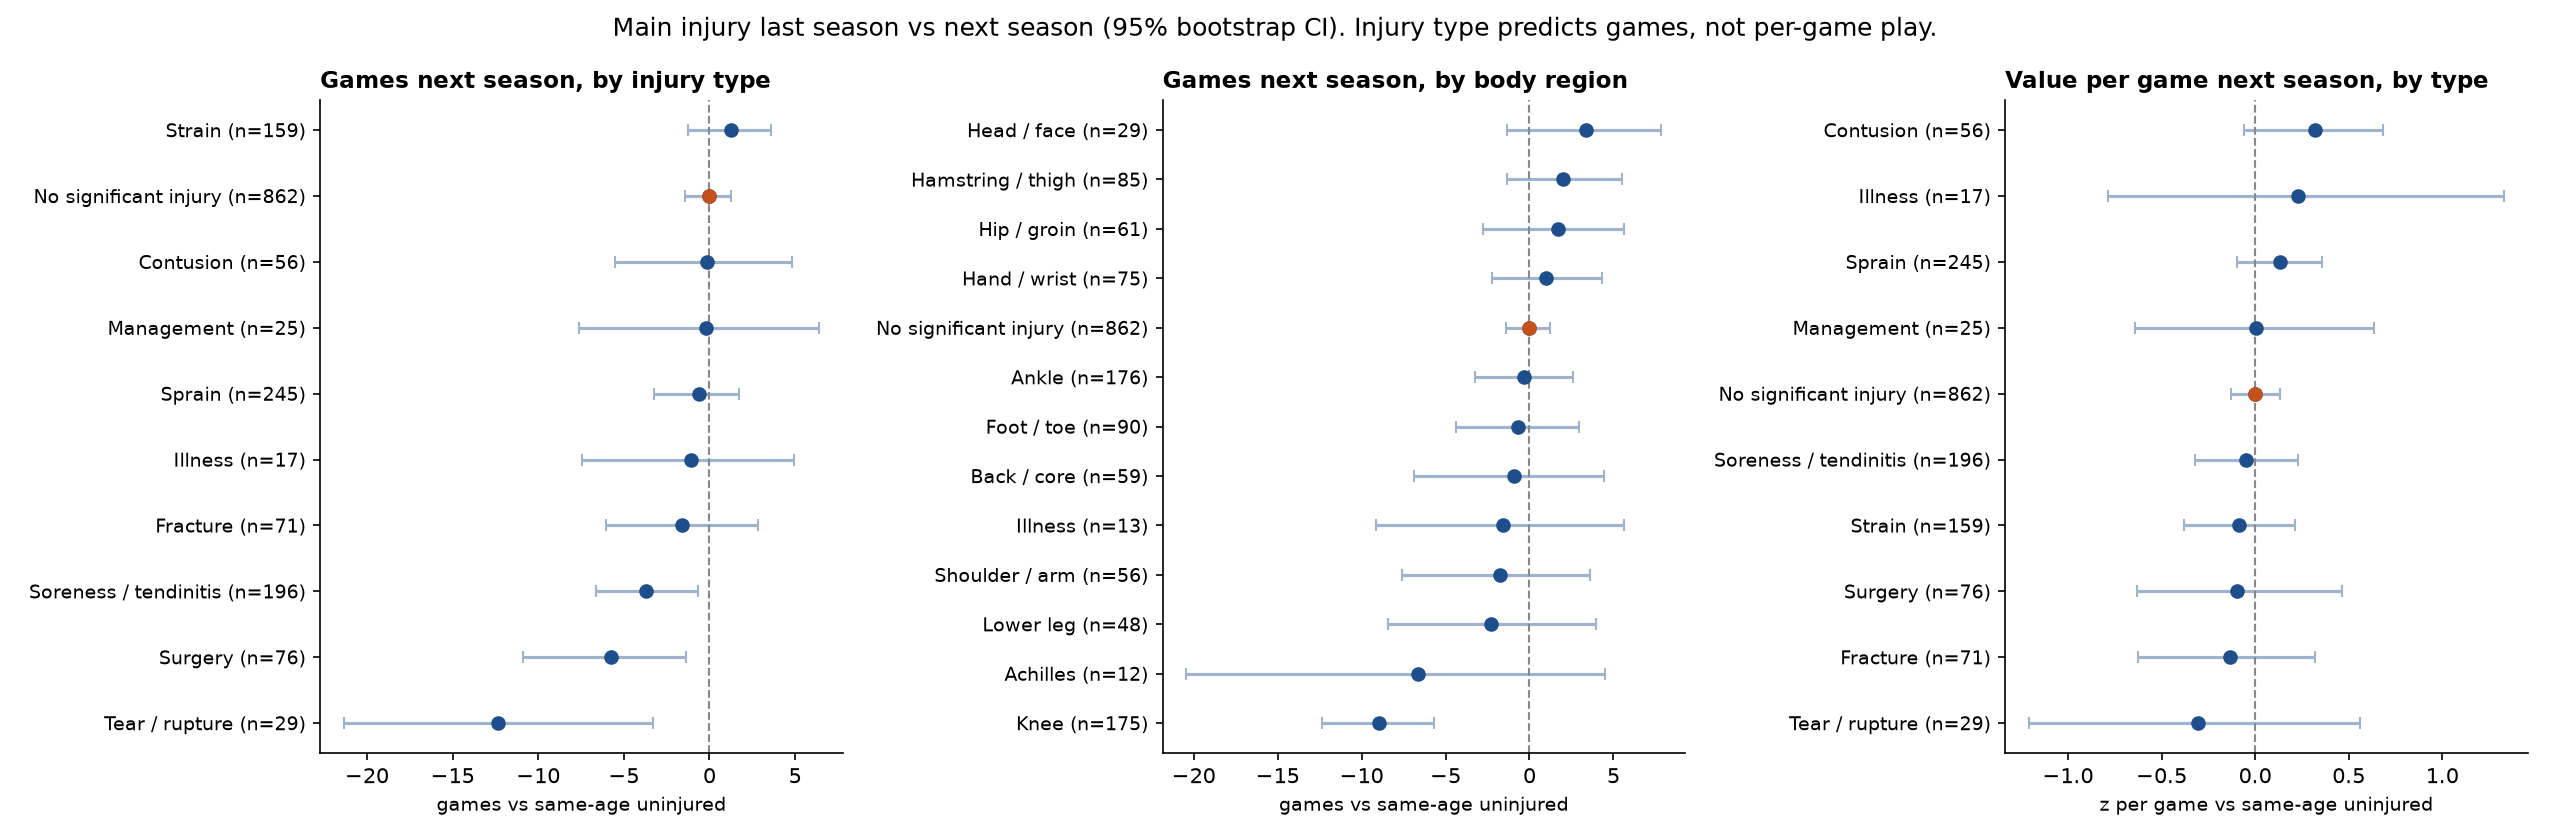 Main injury last season vs next season (95% bootstrap CI). Injury type predicts games, not per-game play.
Games next season, by injury type
Strain (n=159)
No significant injury (n=862)
Contusion (n=56)
Management (n=25)
Sprain (n=245)
Illness (n=17)
Fracture (n=71)
Soreness / tendinitis (n=196)
Surgery (n=76)
Tear / rupture (n=29)
−20 −15 −10 −5 0 5
games vs same-age uninjured
Games next season, by body region
Head / face (n=29)
Hamstring / thigh (n=85)
Hip / groin (n=61)
Hand / wrist (n=75)
No significant injury (n=862)
Ankle (n=176)
Foot / toe (n=90)
Back / core (n=59)
Illness (n=13)
Shoulder / arm (n=56)
Lower leg (n=48)
Achilles (n=12)
Knee (n=175)
−20 −15 −10 −5 0 5
games vs same-age uninjured
Value per game next season, by type
Contusion (n=56)
Illness (n=17)
Sprain (n=245)
Management (n=25)
No significant injury (n=862)
Soreness / tendinitis (n=196)
Strain (n=159)
Surgery (n=76)
Fracture (n=71)
Tear / rupture (n=29)
−1.0 −0.5 0.0 0.5 1.0
z per game vs same-age uninjured